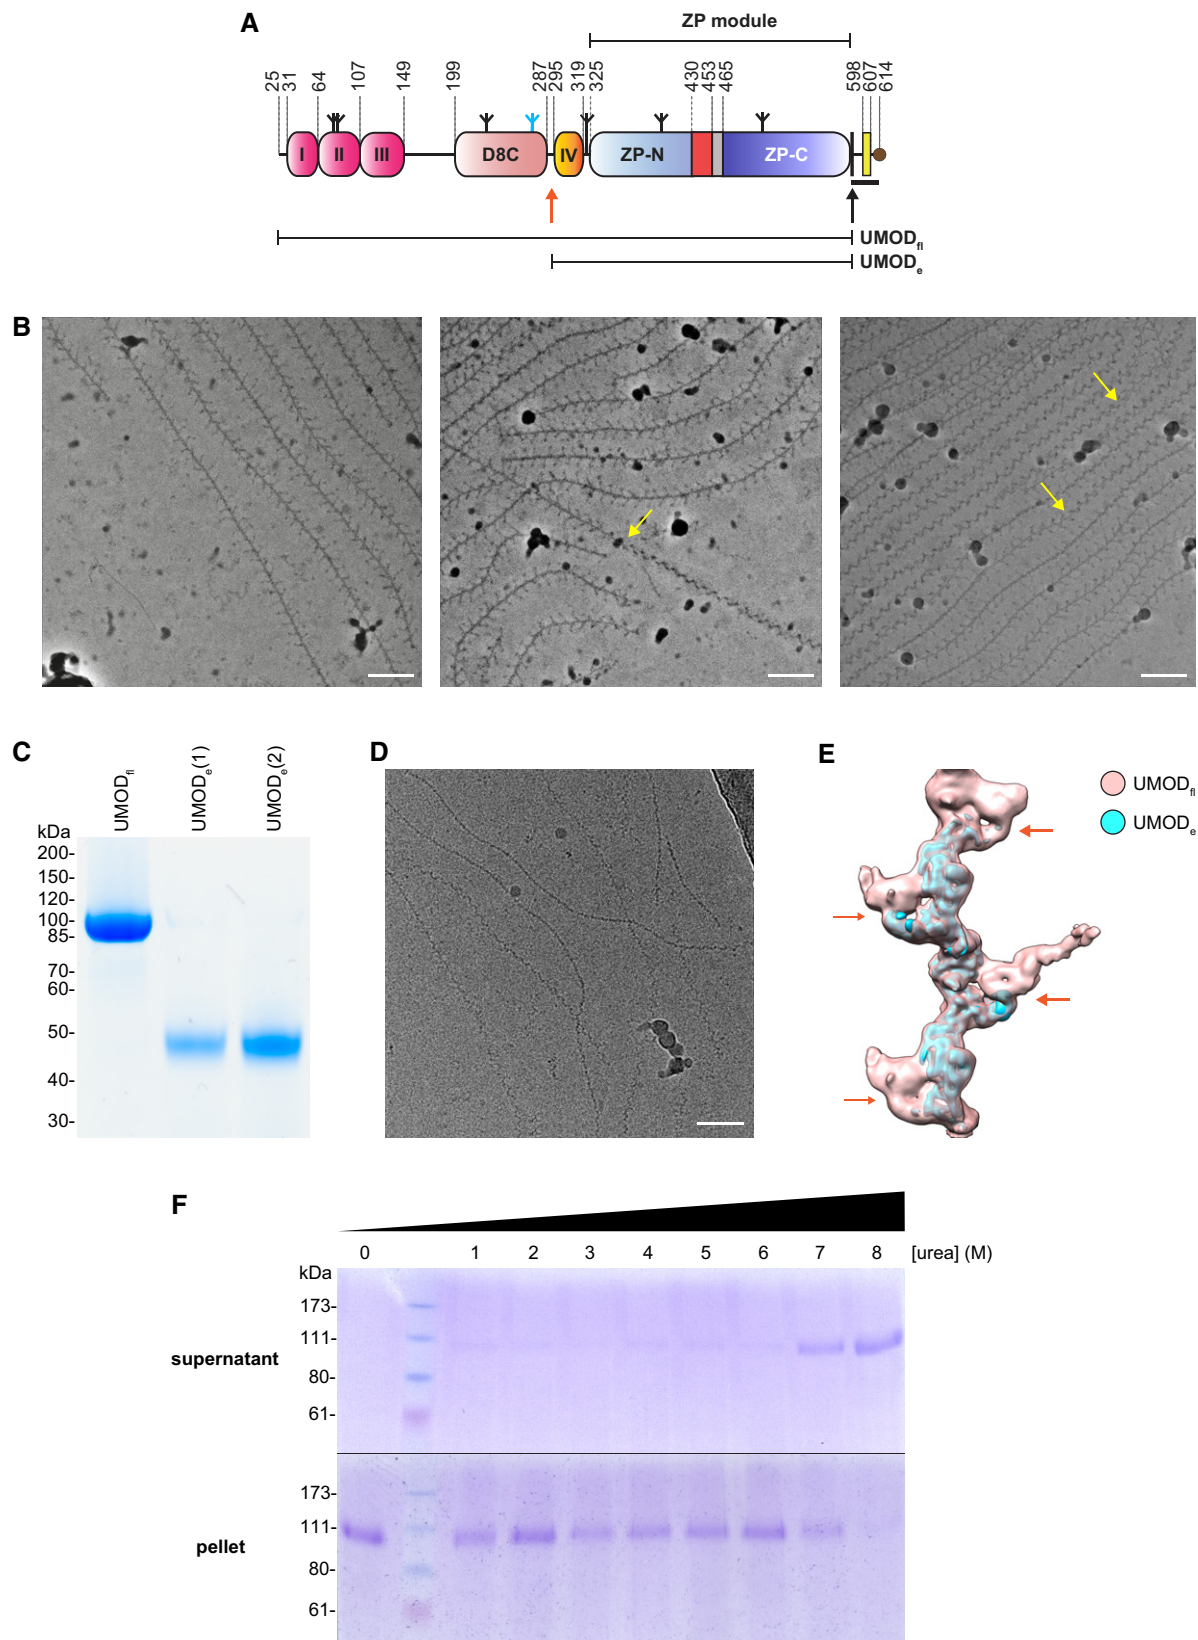 A
ZP module
25 31 64 107 149 199 287 295 319 325 430 453 465 598 607 614
I II III D8C IV ZP-N ZP-C
UMODfl
UMODe
B
C
UMODfl UMODe(1) UMODe(2)
kDa
200-
150-
120-
100-
85-
70-
60-
50-
40-
30-
D
E
UMODfl
UMODe
F
0 1 2 3 4 5 6 7 8 [urea] (M)
kDa
173-
111-
supernatant
80-
61-
173-
111-
pellet
80-
61-